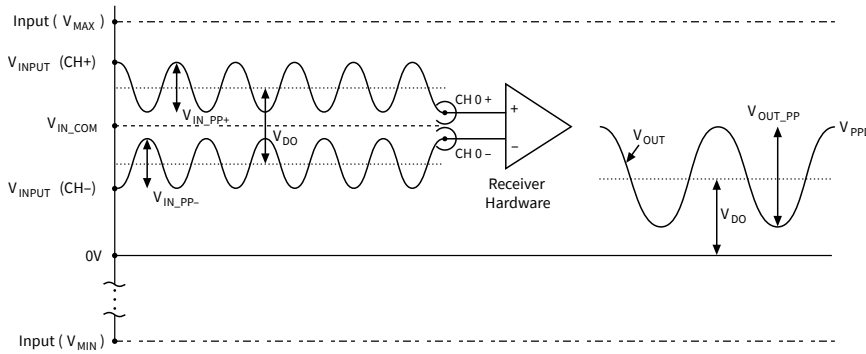 Input ( VMAX)
VINPUT (CH+)
VIN_PP+
VIN_COM
VDO
VINPUT (CH–)
VIN_PP–
0V
Input ( VMIN)
CH 0 +
CH 0 –
+
–
Receiver
Hardware
VOUT
VOUT_PP
VDO